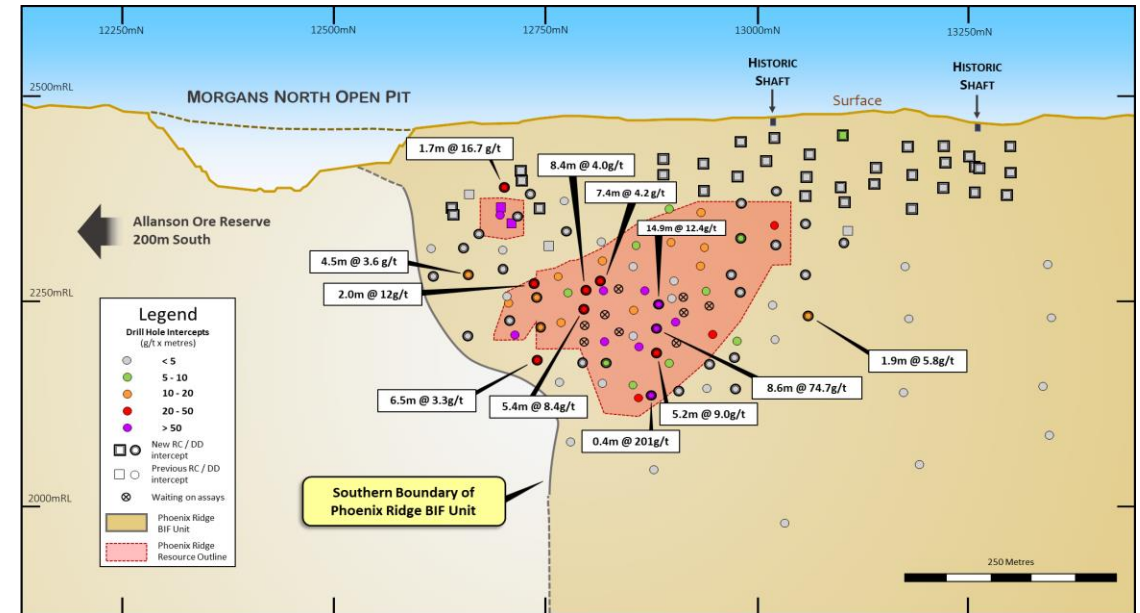 12250mN
12500mN
12750mN
13000mN
13250mN
HISTORIC
SHAFT
HISTORIC
SHAFT
2500mRL
MORGANS NORTH OPEN PIT
Surface
1.7m @ 16.7 g/t
8.4m @ 4.0g/t
7.4m @ 4.2 g/t
14.9m @ 12.4g/t
Allanson Ore Reserve
200m South
4.5m @ 3.6 g/t
2.0m @ 12g/t
2250mRL
Legend
Drill Hole Intercepts
(g/t x metres)
< 5
5 - 10
10 - 20
20 - 50
> 50
New RC / DD
intercept
Previous RC / DD
intercept
Waiting on assays
Phoenix Ridge
BIF Unit
Phoenix Ridge
Resource Outline
1.9m @ 5.8g/t
6.5m @ 3.3g/t
5.4m @ 8.4g/t
8.6m @ 74.7g/t
5.2m @ 9.0g/t
0.4m @ 201g/t
2000mRL
Southern Boundary of
Phoenix Ridge BIF Unit
250 Metres